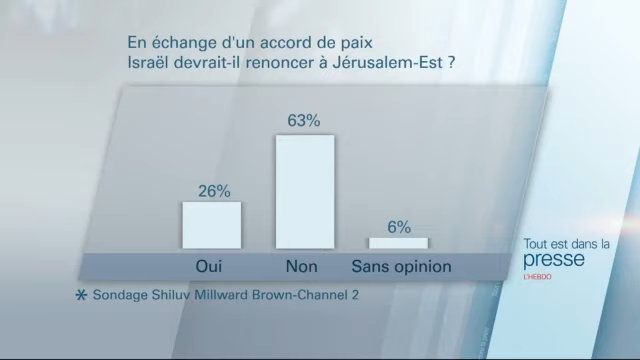 En échange d'un accord de paix
Israël devrait-il renoncer à Jérusalem-Est ?
63%
26%
6%
Oui Non Sans opinion
Tout est dans la
presse
L'HEBDO
* Sondage Shiluv Millward Brown-Channel 2